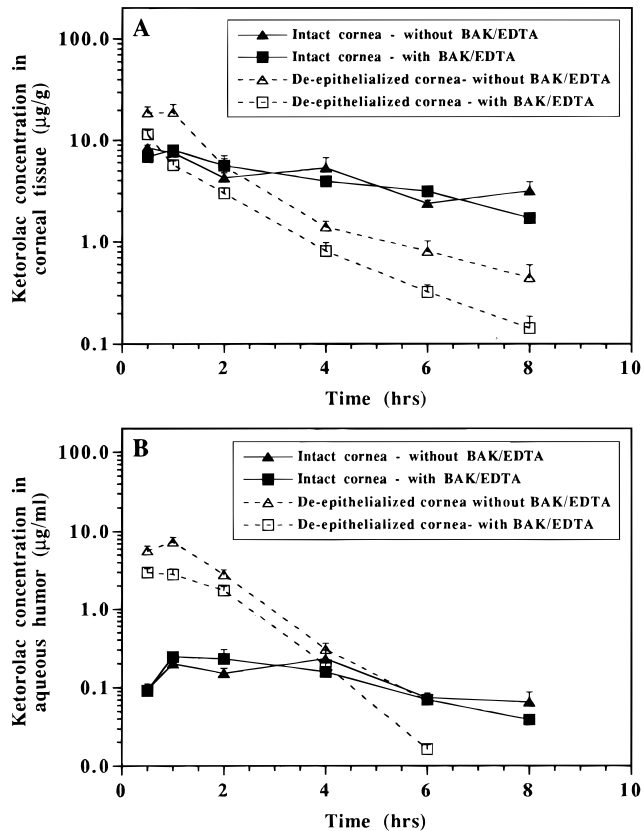 A
Intact cornea - without BAK/EDTA
Intact cornea - with BAK/EDTA
De-epithelialized cornea- without BAK/EDTA
De-epithelialized cornea - with BAK/EDTA
Ketorolac concentration in
corneal tissue (µg/g)
100.0
10.0
1.0
0.1
0 2 4 6 8 10
Time (hrs)
B
Intact cornea - without BAK/EDTA
Intact cornea - with BAK/EDTA
De-epithelialized cornea without BAK/EDTA
De-epithelialized cornea- with BAK/EDTA
Ketorolac concentration in
aqueous humor (µg/ml)
100.0
10.0
1.0
0.1
0.0
0 2 4 6 8 10
Time (hrs)